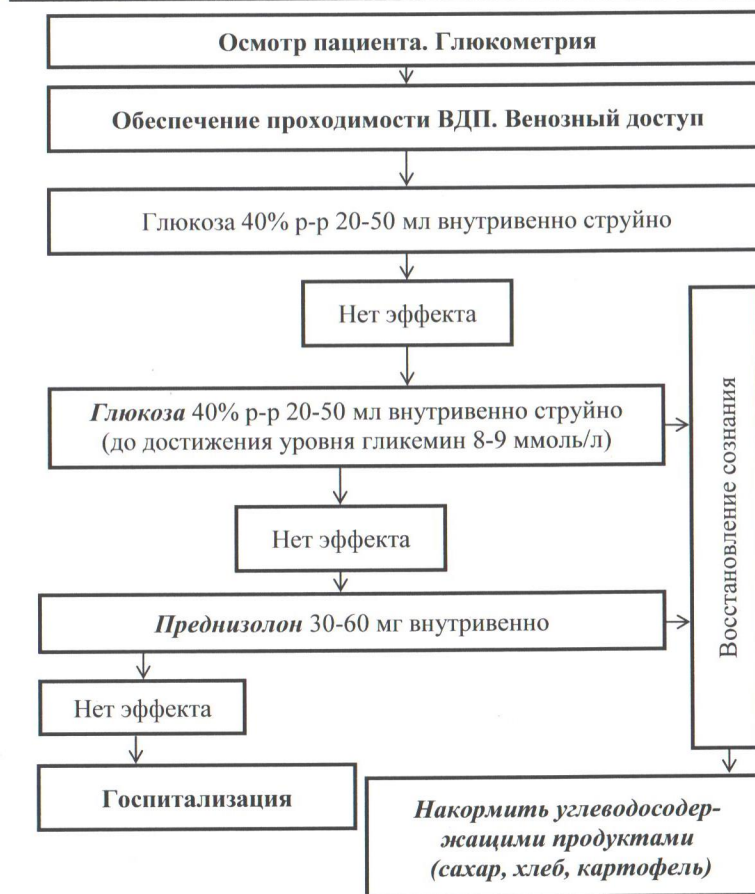 Осмотр пациента. Глюкометрия
Обеспечение проходимости ВДП. Венозный доступ
Глюкоза 40% р-р 20-50 мл внутривенно струйно
Нет эффекта
Глюкоза 40% р-р 20-50 мл внутривенно струйно
(до достижения уровня гликемин 8-9 ммоль/л)
Нет эффекта
Преднизолон 30-60 мг внутривенно
Нет эффекта
Госпитализация
Восстановление сознания
Накормить углеводосодер-
жащими продуктами
(сахар, хлеб, картофель)